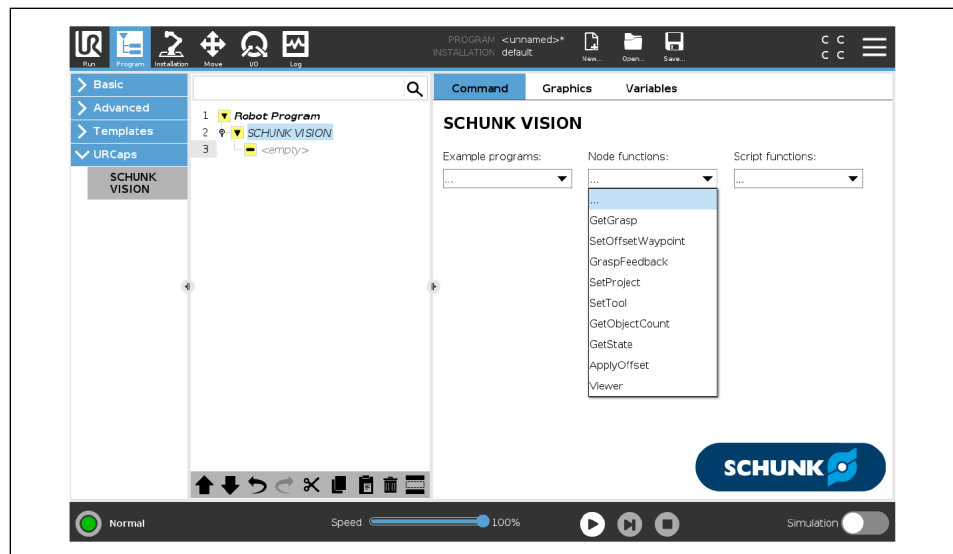 PROGRAM <unnamed>*
INSTALLATION default
C C
C C
Run Program Installation Move I/O Log New... Open... Save...
Basic
Advanced
Templates
URCaps
SCHUNK
VISION
1 Robot Program
2 SCHUNK VISION
3 <empty>
Command Graphics Variables
SCHUNK VISION
Example programs: Node functions: Script functions:
... ... ...
...
GetGrasp
SetOffsetWaypoint
GraspFeedback
SetProject
SetTool
GetObjectCount
GetState
ApplyOffset
Viewer
SCHUNK
Normal Speed 100% Simulation